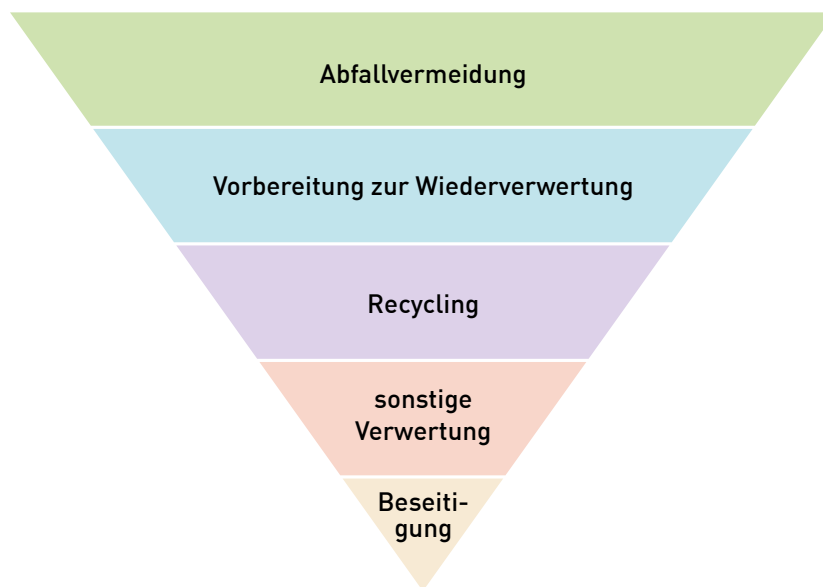 Abfallvermeidung
Vorbereitung zur Wiederverwertung
Recycling
sonstige
Verwertung
Beseiti-
gung